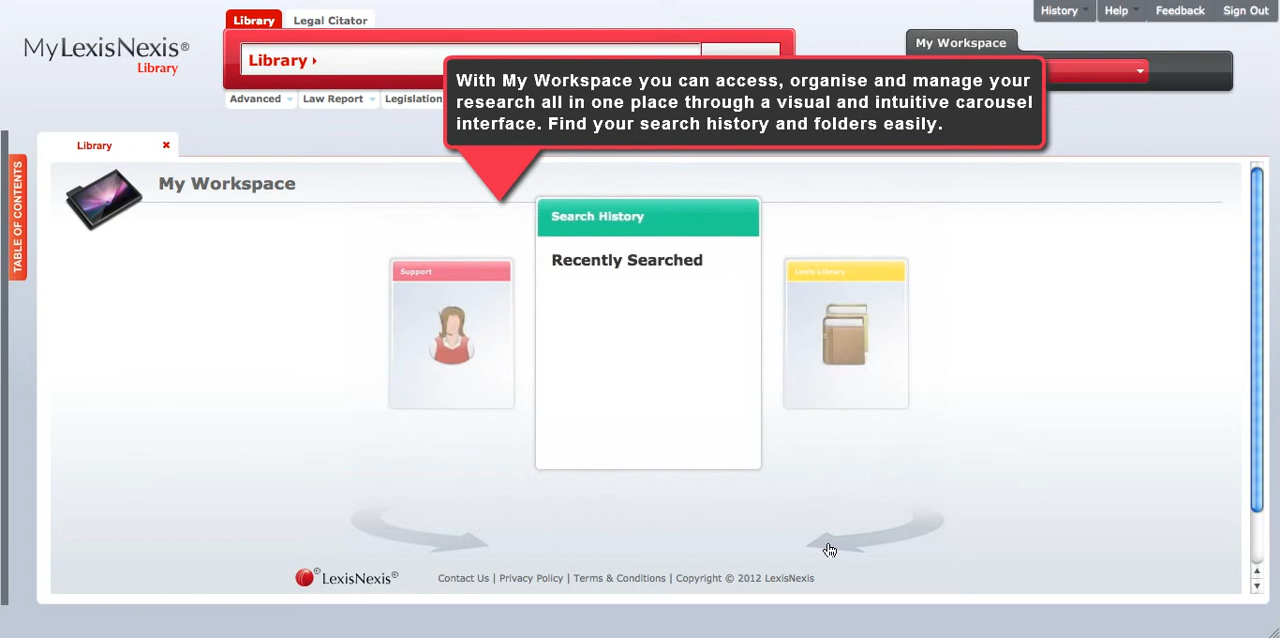 History
Help
Feedback
Sign Out
Library
Legal Citator
MyLexisNexis®
Library
Library
My Workspace
With My Workspace you can access, organise and manage your
research all in one place through a visual and intuitive carousel
interface. Find your search history and folders easily.
Advanced
Law Report
Legislation
Library
TABLE OF CONTENTS
My Workspace
Search History
Recently Searched
Support
Lexis Library
LexisNexis®
Contact Us | Privacy Policy | Terms & Conditions | Copyright © 2012 LexisNexis